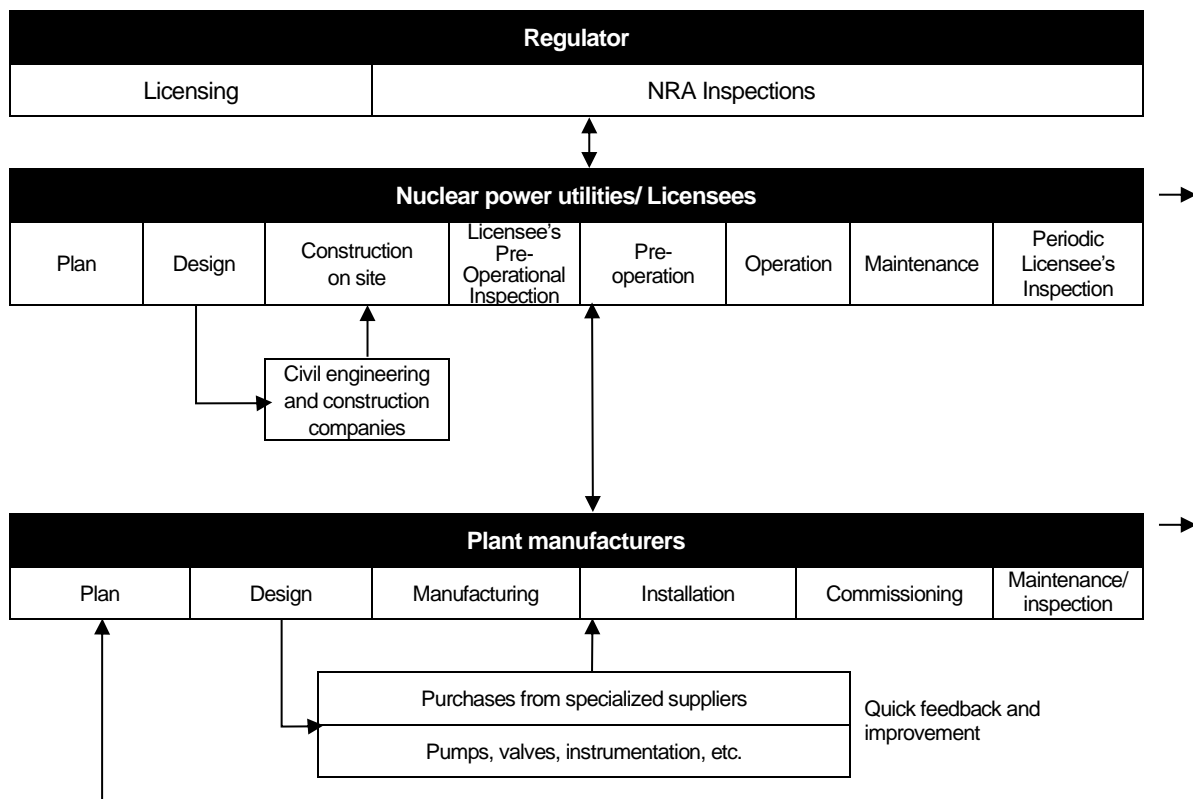 Regulator
Licensing
NRA Inspections
Nuclear power utilities/ Licensees
Plan
Design
Construction
on site
Licensee's
Pre-
Operational
Inspection
Pre-
operation
Operation
Maintenance
Periodic
Licensee's
Inspection
Civil engineering
and construction
companies
Plant manufacturers
Plan
Design
Manufacturing
Installation
Commissioning
Maintenance/
inspection
Purchases from specialized suppliers
Pumps, valves, instrumentation, etc.
Quick feedback and
improvement